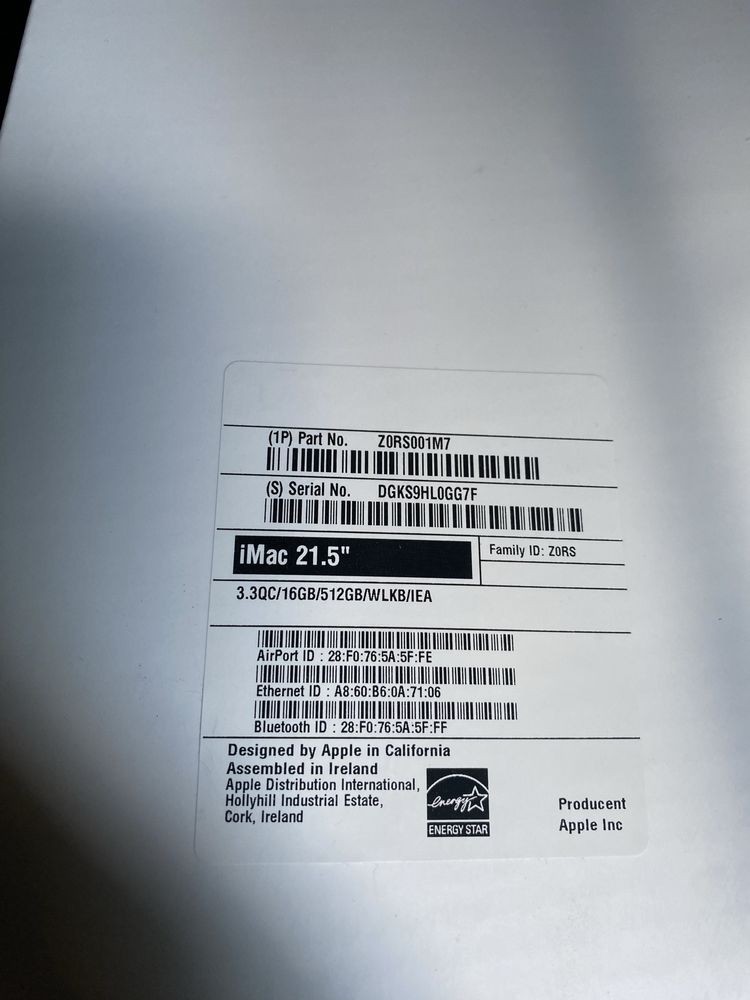 (1P) Part No. Z0RS001M7
(S) Serial No. DGKS9HL0GG7F
iMac 21.5"
Family ID: Z0RS
3.3QC/16GB/512GB/WLKB/IEA
AirPort ID : 28:F0:76:5A:5F:FE
Ethernet ID : A8:60:B6:0A:71:06
Bluetooth ID : 28:F0:76:5A:5F:FF
Designed by Apple in California
Assembled in Ireland
Apple Distribution International,
Hollyhill Industrial Estate,
Cork, Ireland
energy
ENERGY STAR
Producent
Apple Inc